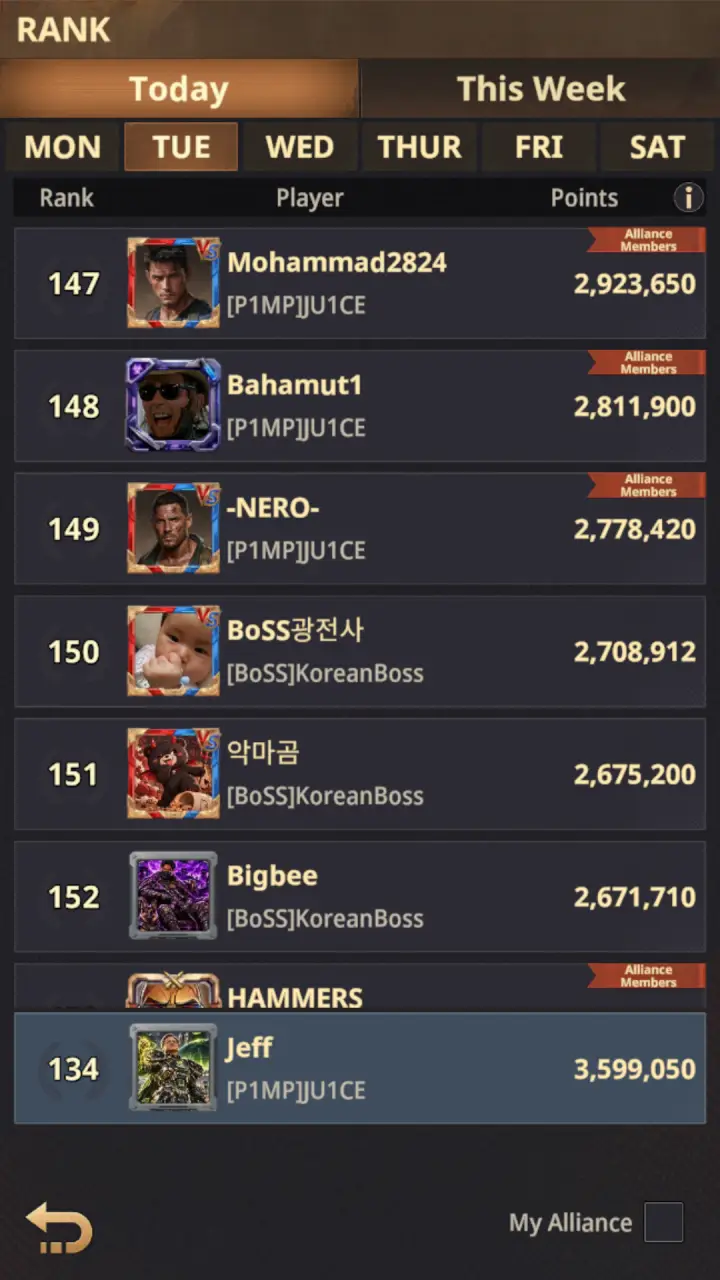 RANK
Today
This Week
MON
TUE
WED
THUR
FRI
SAT
Rank
Player
Points
Alliance
Members
147
Mohammad2824
[P1MP]JU1CE
2,923,650
Alliance
Members
148
Bahamut1
[P1MP]JU1CE
2,811,900
Alliance
Members
149
-NERO-
[P1MP]JU1CE
2,778,420
150
BoSS광전사
[BoSS]KoreanBoss
2,708,912
151
악마곰
[BoSS]KoreanBoss
2,675,200
152
Bigbee
[BoSS]KoreanBoss
2,671,710
Alliance
Members
HAMMERS
134
Jeff
[P1MP]JU1CE
3,599,050
My Alliance